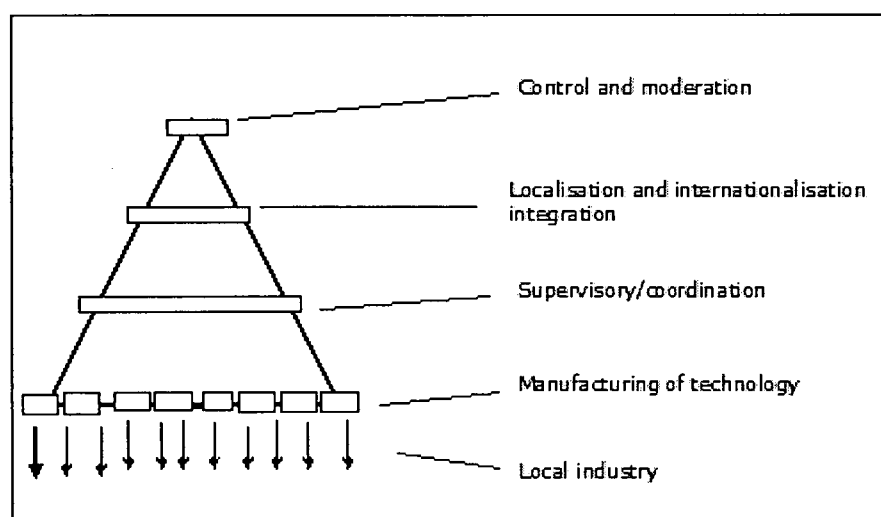 Control and moderation
Localisation and internationalisation
integration
Supervisory/coordination
Manufacturing of technology
Local industry